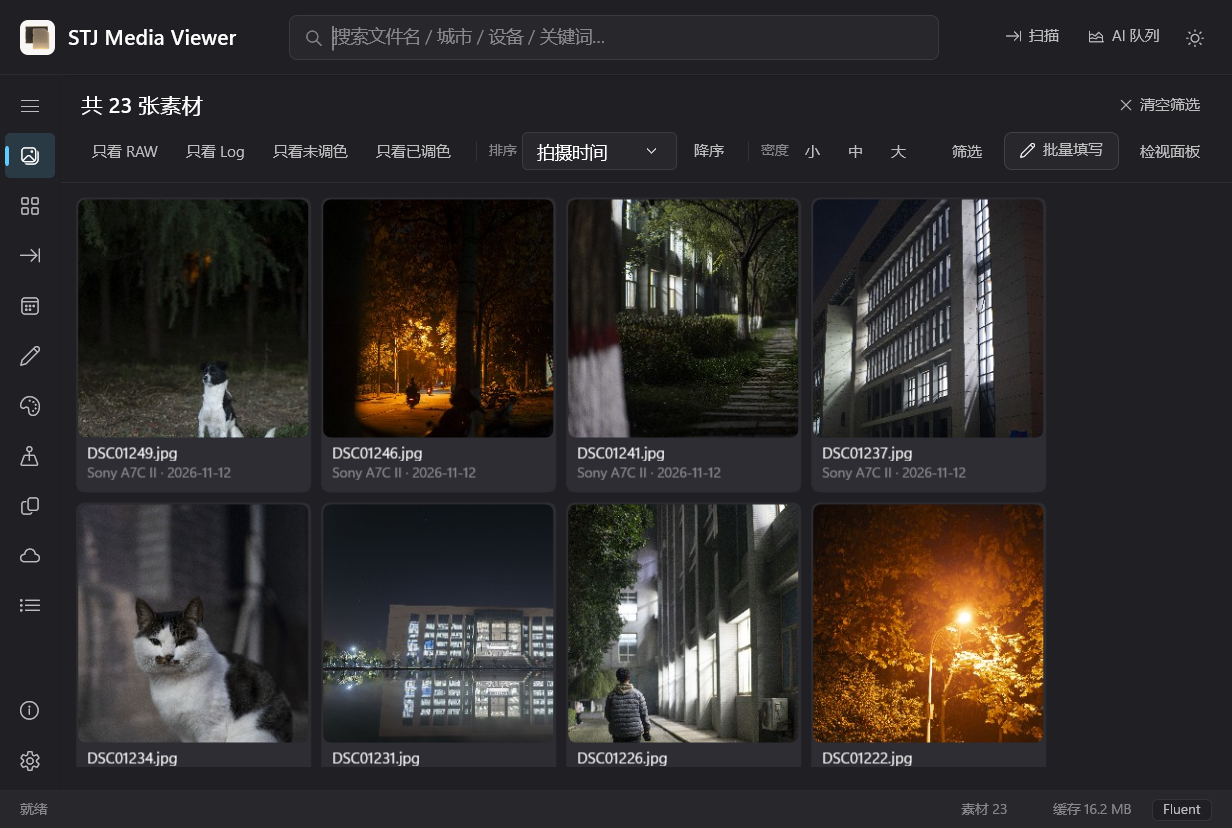 STJ Media Viewer
搜索文件名 / 城市 / 设备 / 关键词...
扫描
AI 队列
共 23 张素材
清空筛选
只看 RAW
只看 Log
只看未调色
只看已调色
排序
拍摄时间
降序
密度
小
中
大
筛选
批量填写
检视面板
DSC01249.jpg
Sony A7C II · 2026-11-12
DSC01246.jpg
Sony A7C II · 2026-11-12
DSC01241.jpg
Sony A7C II · 2026-11-12
DSC01237.jpg
Sony A7C II · 2026-11-12
DSC01234.jpg
DSC01231.jpg
DSC01226.jpg
DSC01222.jpg
就绪
素材 23
缓存 16.2 MB
Fluent